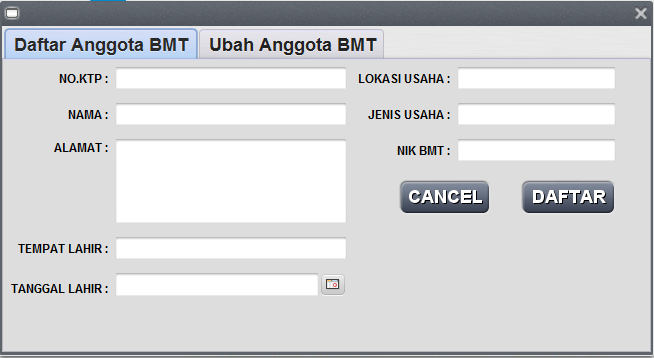 Daftar Anggota BMT
Ubah Anggota BMT
NO.KTP :
NAMA :
ALAMAT :
TEMPAT LAHIR :
TANGGAL LAHIR :
LOKASI USAHA :
JENIS USAHA :
NIK BMT :
CANCEL
DAFTAR